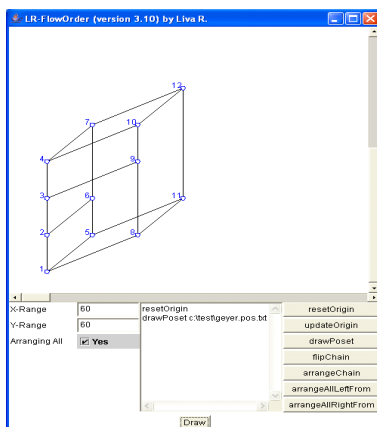 LR-FlowOrder (version 3.10) by Liva R.
12
7
10
4
9
3
6
11
2
5
8
1
X-Range
60
Y-Range
60
Arranging All
Yes
resetOrigin
drawPoset c:\test\geyer.pos.txt
resetOrigin
updateOrigin
drawPoset
flipChain
arrangeChain
arrangeAllLeftFrom
arrangeAllRightFrom
Draw